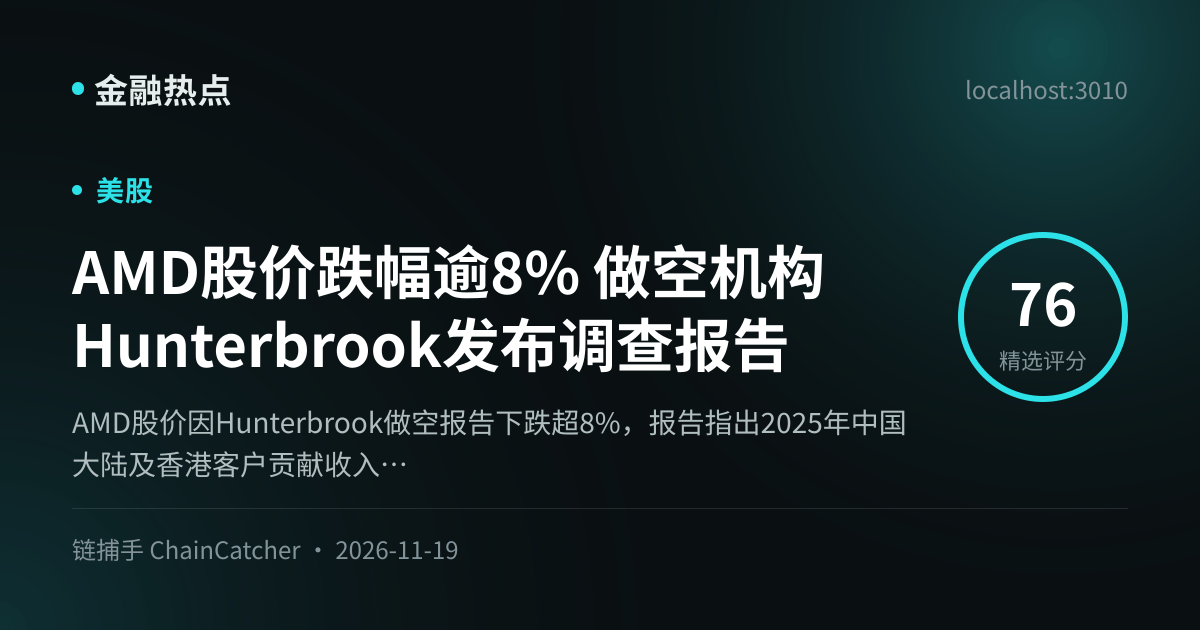 金融热点
localhost:3010
美股
AMD股价跌幅逾8% 做空机构
Hunterbrook发布调查报告
76
精选评分
AMD股价因Hunterbrook做空报告下跌超8%，报告指出2025年中国
大陆及香港客户贡献收入…
链捕手 ChainCatcher · 2026-11-19